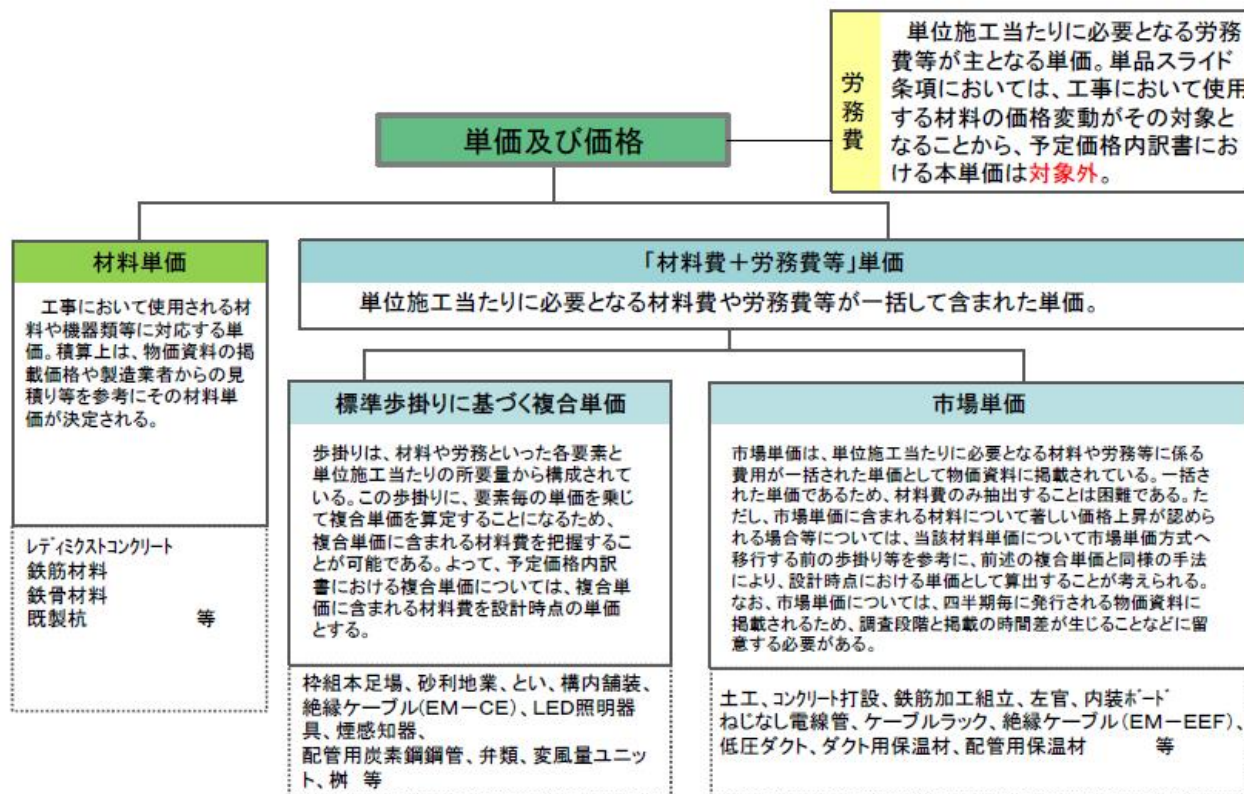 単価及び価格
労務費
単位施工当たりに必要となる労務
費等が主となる単価。単品スライド
条項においては、工事において使用
する材料の価格変動がその対象と
なることから、予定価格内訳書にお
ける本単価は対象外。
材料単価
工事において使用される材
料や機器類等に対応する単
価。積算上は、物価資料の掲
載価格や製造業者からの見
積り等を参考にその材料単
価が決定される。
レディミクストコンクリート
鉄筋材料
鉄骨材料
既製杭 等
「材料費＋労務費等」単価
単位施工当たりに必要となる材料費や労務費等が一括して含まれた単価。
標準歩掛りに基づく複合単価
歩掛りは、材料や労務といった各要素と
単位施工当たりの所要量から構成されて
いる。この歩掛りに、要素毎の単価を乗じ
て複合単価を算定することになるため、
複合単価に含まれる材料費を把握するこ
とが可能である。よって、予定価格内訳
書における複合単価については、複合単
価に含まれる材料費を設計時点の単価
とする。
枠組本足場、砂利地業、とい、構内舗装、
絶縁ケーブル(EM－CE)、LED照明器
具、煙感知器、
配管用炭素鋼鋼管、弁類、変風量ユニッ
ト、桝 等
市場単価
市場単価は、単位施工当たりに必要となる材料や労務等に係る
費用が一括された単価として物価資料に掲載されている。一括さ
れた単価であるため、材料費のみ抽出することは困難である。た
だし、市場単価に含まれる材料について著しい価格上昇が認めら
れる場合等については、当該材料単価について市場単価方式へ
移行する前の歩掛り等を参考に、前述の複合単価と同様の手法
により、設計時点における単価として算出することが考えられる。
なお、市場単価については、四半期毎に発行される物価資料に
掲載されるため、調査段階と掲載の時間差が生じることなどに留
意する必要がある。
土工、コンクリート打設、鉄筋加工組立、左官、内装ボード
ねじなし電線管、ケーブルラック、絶縁ケーブル(EM－EEF)、
低圧ダクト、ダクト用保温材、配管用保温材 等